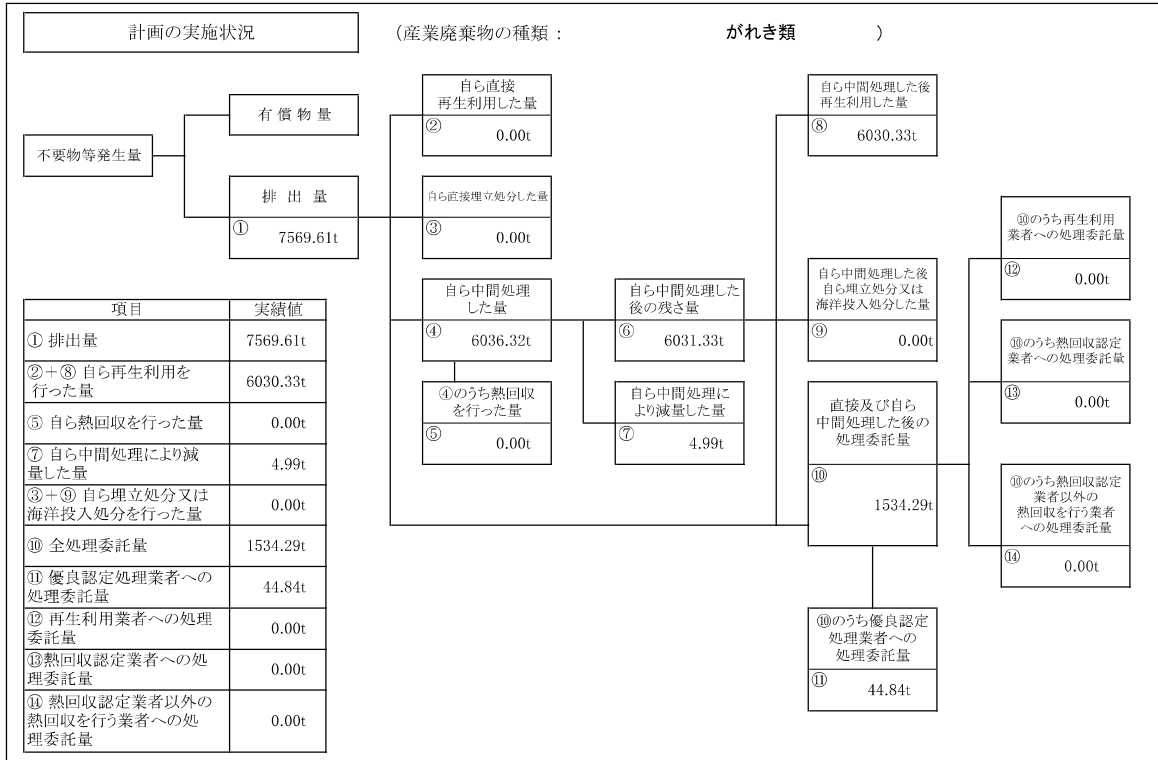 計画の実施状況
（産業廃棄物の種類： がれき類 ）
不要物等発生量
有償物量
排出量
①
7569.61t
自ら直接
再生利用した量
②
0.00t
自ら直接埋立処分した量
③
0.00t
自ら中間処理
した量
④
6036.32t
④のうち熱回収
を行った量
⑤
0.00t
自ら中間処理した
後の残さ量
⑥
6031.33t
自ら中間処理に
より減量した量
⑦
4.99t
自ら中間処理した後
再生利用した量
⑧
6030.33t
自ら中間処理した後
自ら埋立処分又は
海洋投入処分した量
⑨
0.00t
直接及び自ら
中間処理した後の
処理委託量
⑩
1534.29t
⑩のうち優良認定
処理業者への
処理委託量
⑪
44.84t
⑩のうち再生利用
業者への処理委託量
⑫
0.00t
⑩のうち熱回収認定
業者への処理委託量
⑬
0.00t
⑩のうち熱回収認定
業者以外の
熱回収を行う業者
への処理委託量
⑭
0.00t
項目 実績値
① 排出量 7569.61t
②＋⑧ 自ら再生利用を
行った量
6030.33t
⑤ 自ら熱回収を行った量 0.00t
⑦ 自ら中間処理により減
量した量
4.99t
③＋⑨ 自ら埋立処分又は
海洋投入処分を行った量
0.00t
⑩ 全処理委託量 1534.29t
⑪ 優良認定処理業者への
処理委託量
44.84t
⑫ 再生利用業者への処理
委託量
0.00t
⑬熱回収認定業者への処
理委託量
0.00t
⑭ 熱回収認定業者以外の
熱回収を行う業者への処
理委託量
0.00t